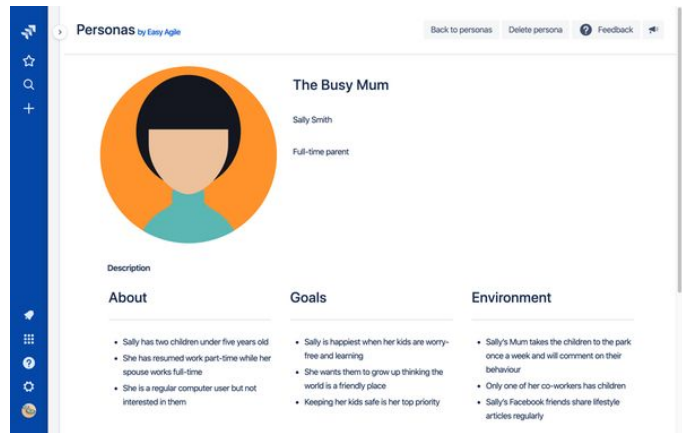 Personas by Easy Agile
Back to personas
Delete persona
Feedback
The Busy Mum
Sally Smith
Full-time parent
Description
About
Sally has two children under five years old
She has resumed work part-time while her
spouse works full-time
She is a regular computer user but not
interested in them
Goals
Sally is happiest when her kids are worry-
free and learning
She wants them to grow up thinking the
world is a friendly place
Keeping her kids safe is her top priority
Environment
Sally's Mum takes the children to the park
once a week and will comment on their
behaviour
Only one of her co-workers has children
Sally's Facebook friends share lifestyle
articles regularly